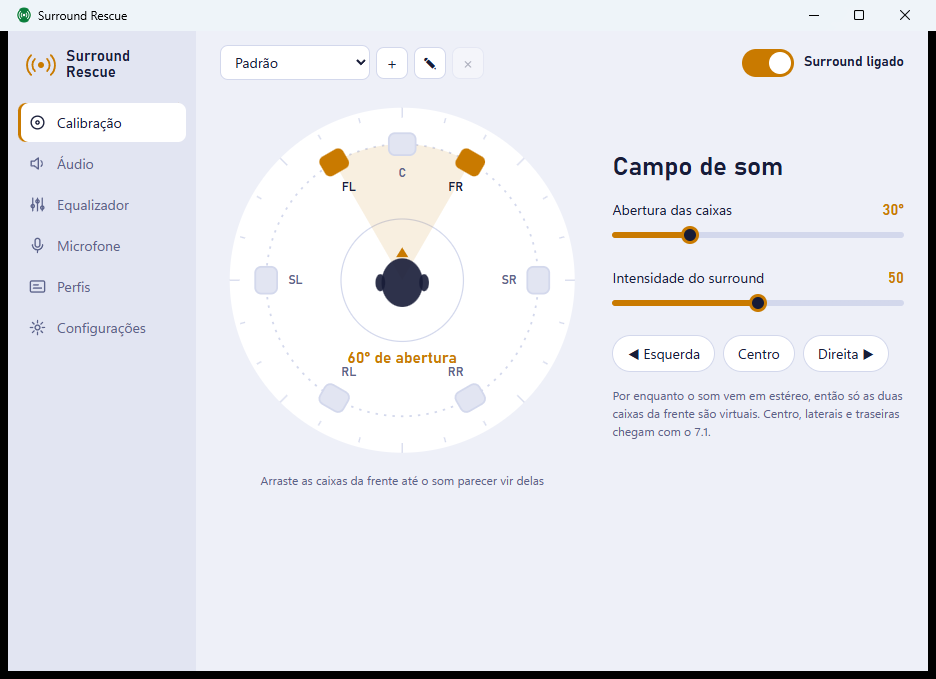 Surround Rescue
Surround
Rescue
Padrão
+
×
Surround ligado
Calibração
Áudio
Equalizador
Microfone
Perfis
Configurações
C
FL
FR
SL
SR
60° de abertura
RL
RR
Arraste as caixas da frente até o som parecer vir delas
Campo de som
Abertura das caixas
30°
Intensidade do surround
50
◀ Esquerda
Centro
Direita ▶
Por enquanto o som vem em estéreo, então só as duas
caixas da frente são virtuais. Centro, laterais e traseiras
chegam com o 7.1.